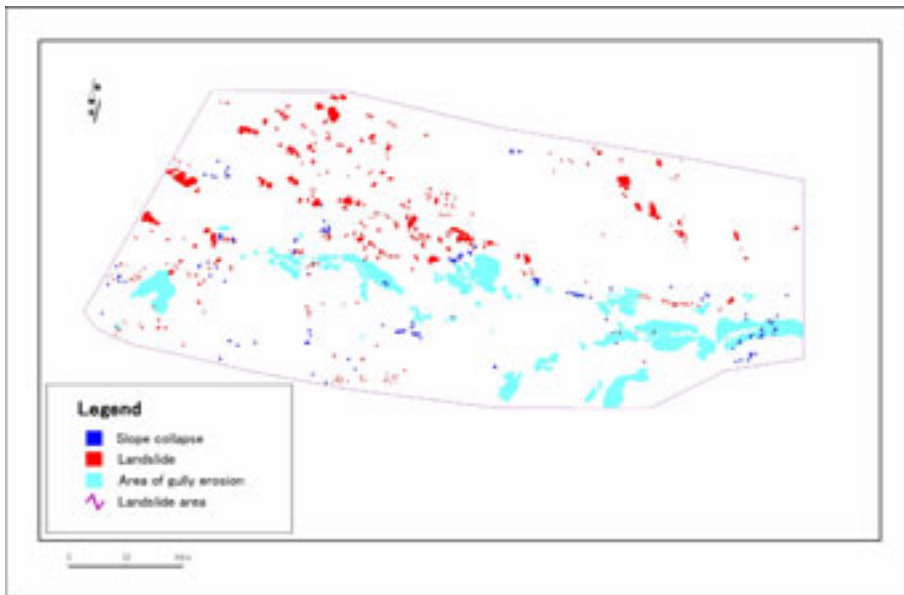 Legend
Slope collapse
Landslide
Area of gully erosion
Landslide area